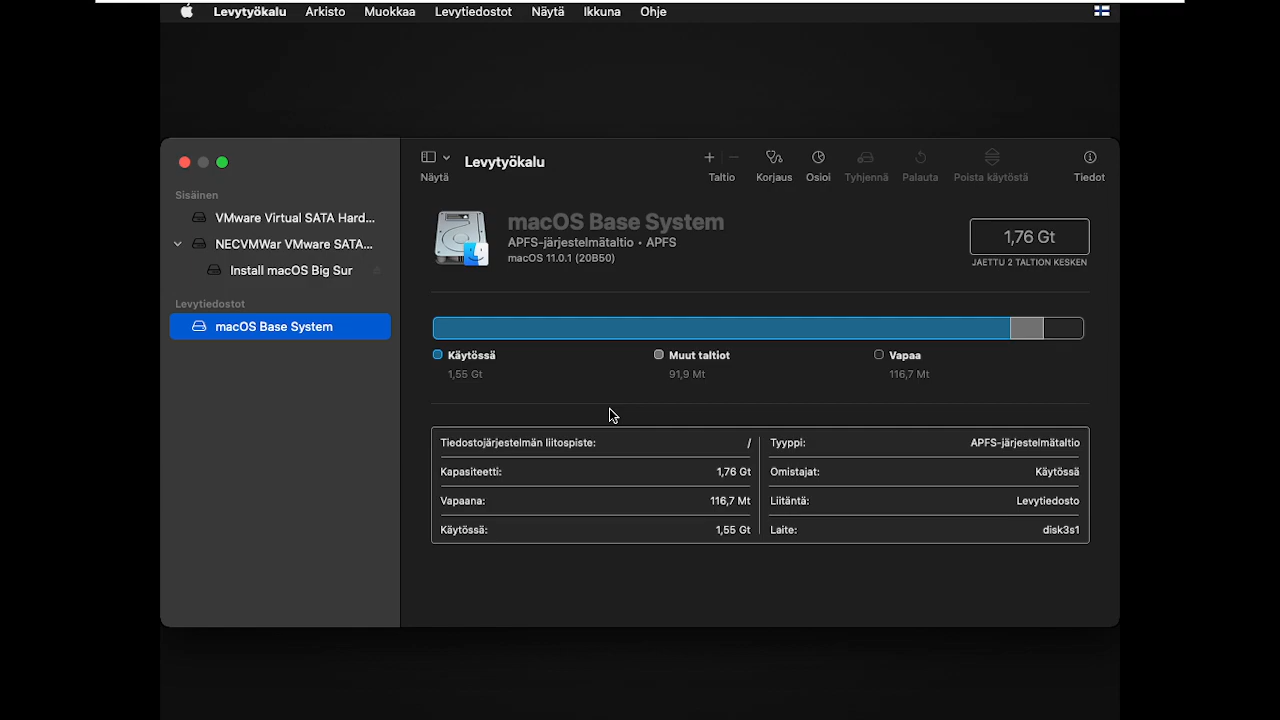 Levytyökalu Arkisto Muokkaa Levytiedostot Näytä Ikkuna Ohje
Sisäinen
VMware Virtual SATA Hard...
NECVMWar VMware SATA...
Install macOS Big Sur
Levytiedostot
macOS Base System
Näytä
Levytyökalu
Taltio Korjaus Osioi Tyhjennä Palauta Poista käytöstä Tiedot
macOS Base System
APFS-järjestelmätaltio • APFS
macOS 11.0.1 (20B50)
1,76 Gt
JAETTU 2 TALTION KESKEN
Käytössä
1,55 Gt
Muut taltiot
91,9 Mt
Vapaa
116,7 Mt
Tiedostojärjestelmän liitospiste: /
Kapasiteetti: 1,76 Gt
Vapaana: 116,7 Mt
Käytössä: 1,55 Gt
Tyyppi: APFS-järjestelmätaltio
Omistajat: Käytössä
Liitäntä: Levytiedosto
Laite: disk3s1